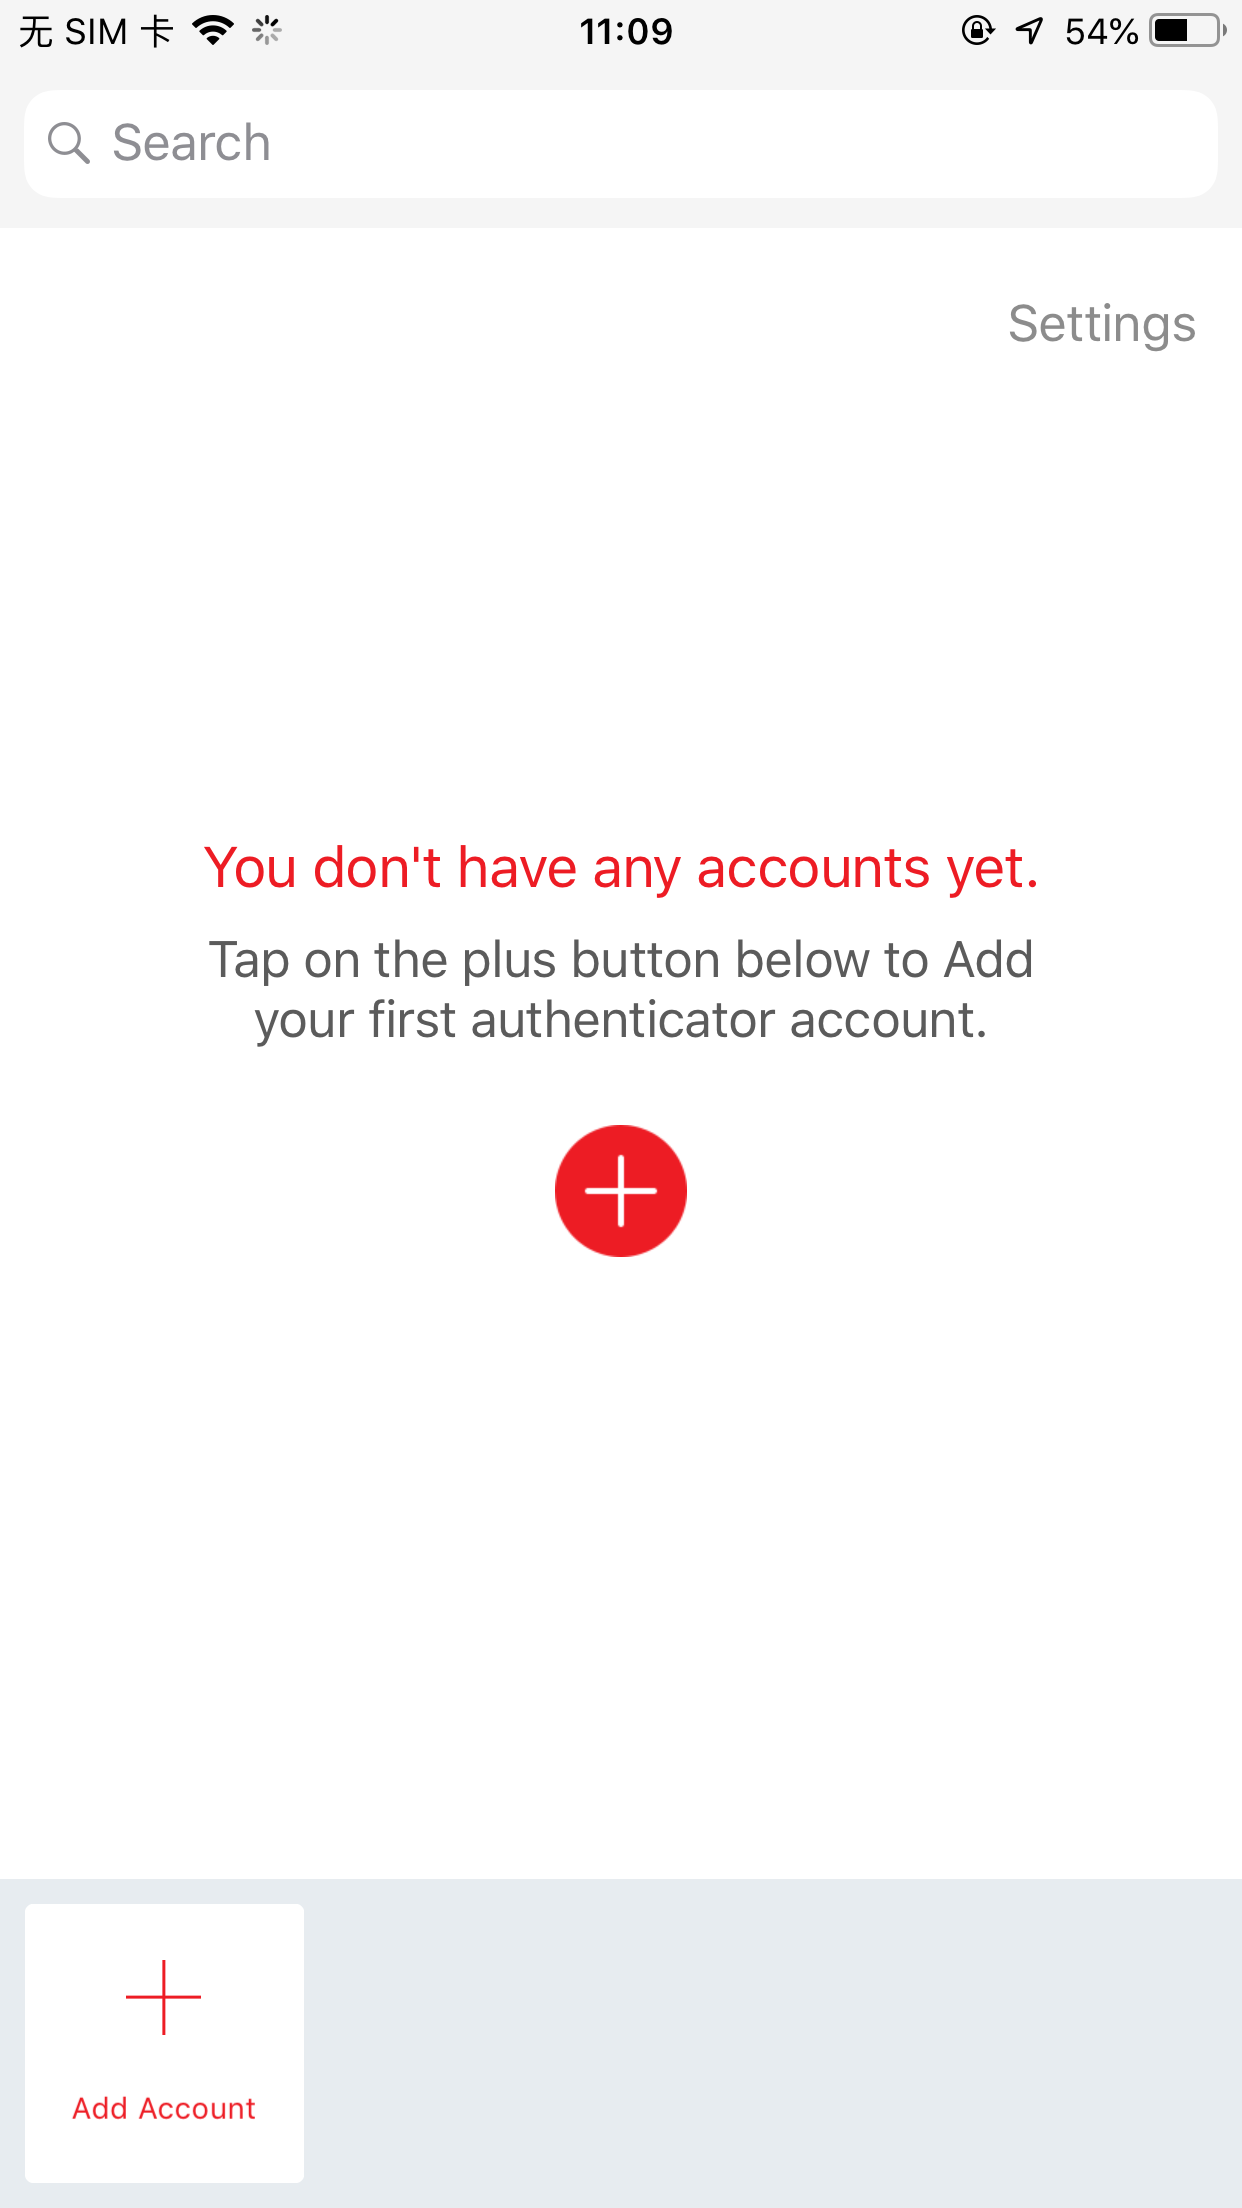 无 SIM 卡 11:09 54%
Search
Settings
You don't have any accounts yet.
Tap on the plus button below to Add
your first authenticator account.
Add Account